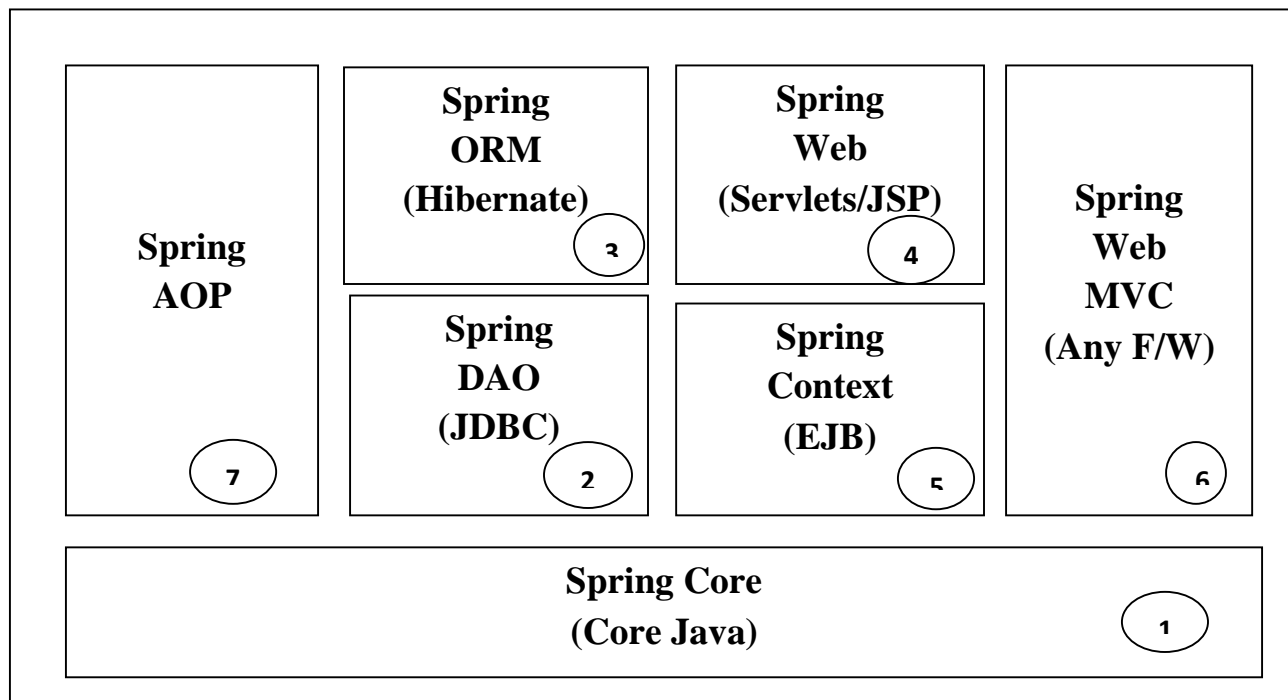 Spring
AOP
7
Spring
ORM
(Hibernate)
3
Spring
DAO
(JDBC)
2
Spring
Web
(Servlets/JSP)
4
Spring
Context
(EJB)
5
Spring
Web
MVC
(Any F/W)
6
Spring Core
(Core Java)
1